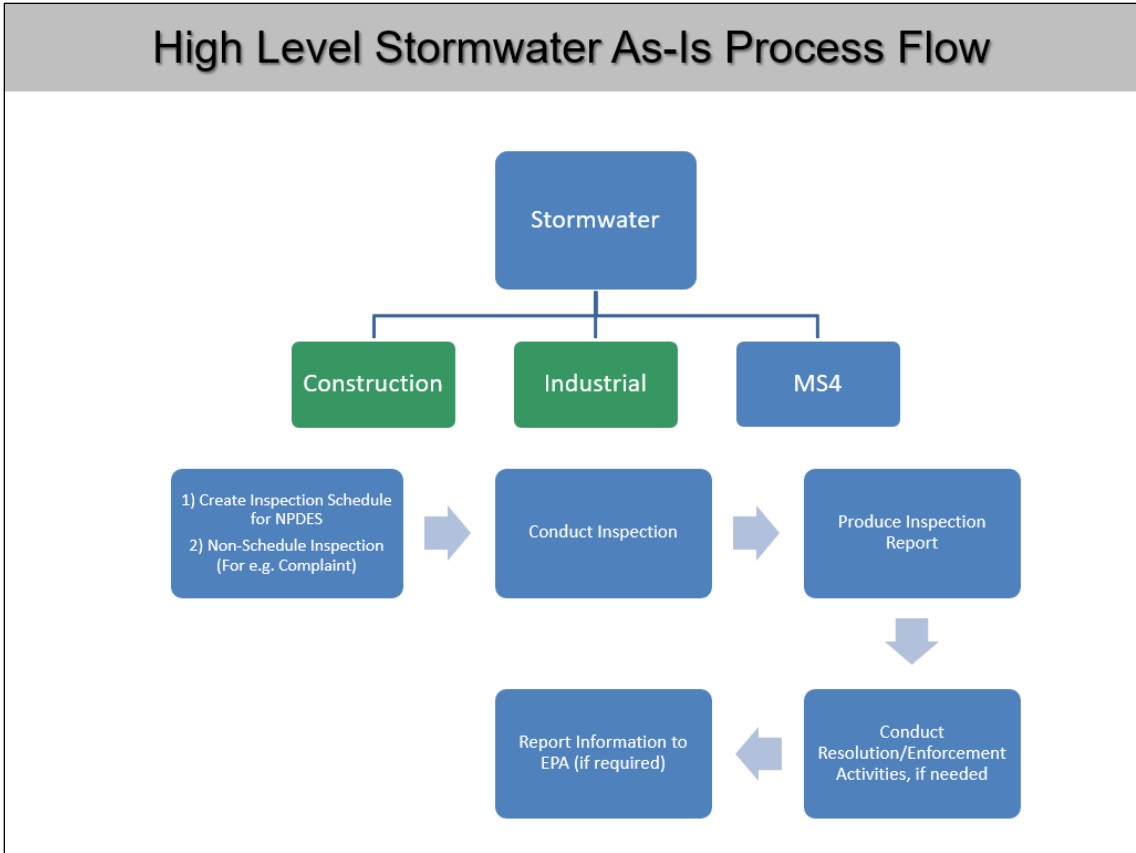 High Level Stormwater As-Is Process Flow
Stormwater
Construction
Industrial
MS4
1) Create Inspection Schedule
for NPDES
2) Non-Schedule Inspection
(For e.g. Complaint)
Conduct Inspection
Produce Inspection
Report
Report Information to
EPA (if required)
Conduct
Resolution/Enforcement
Activities, if needed